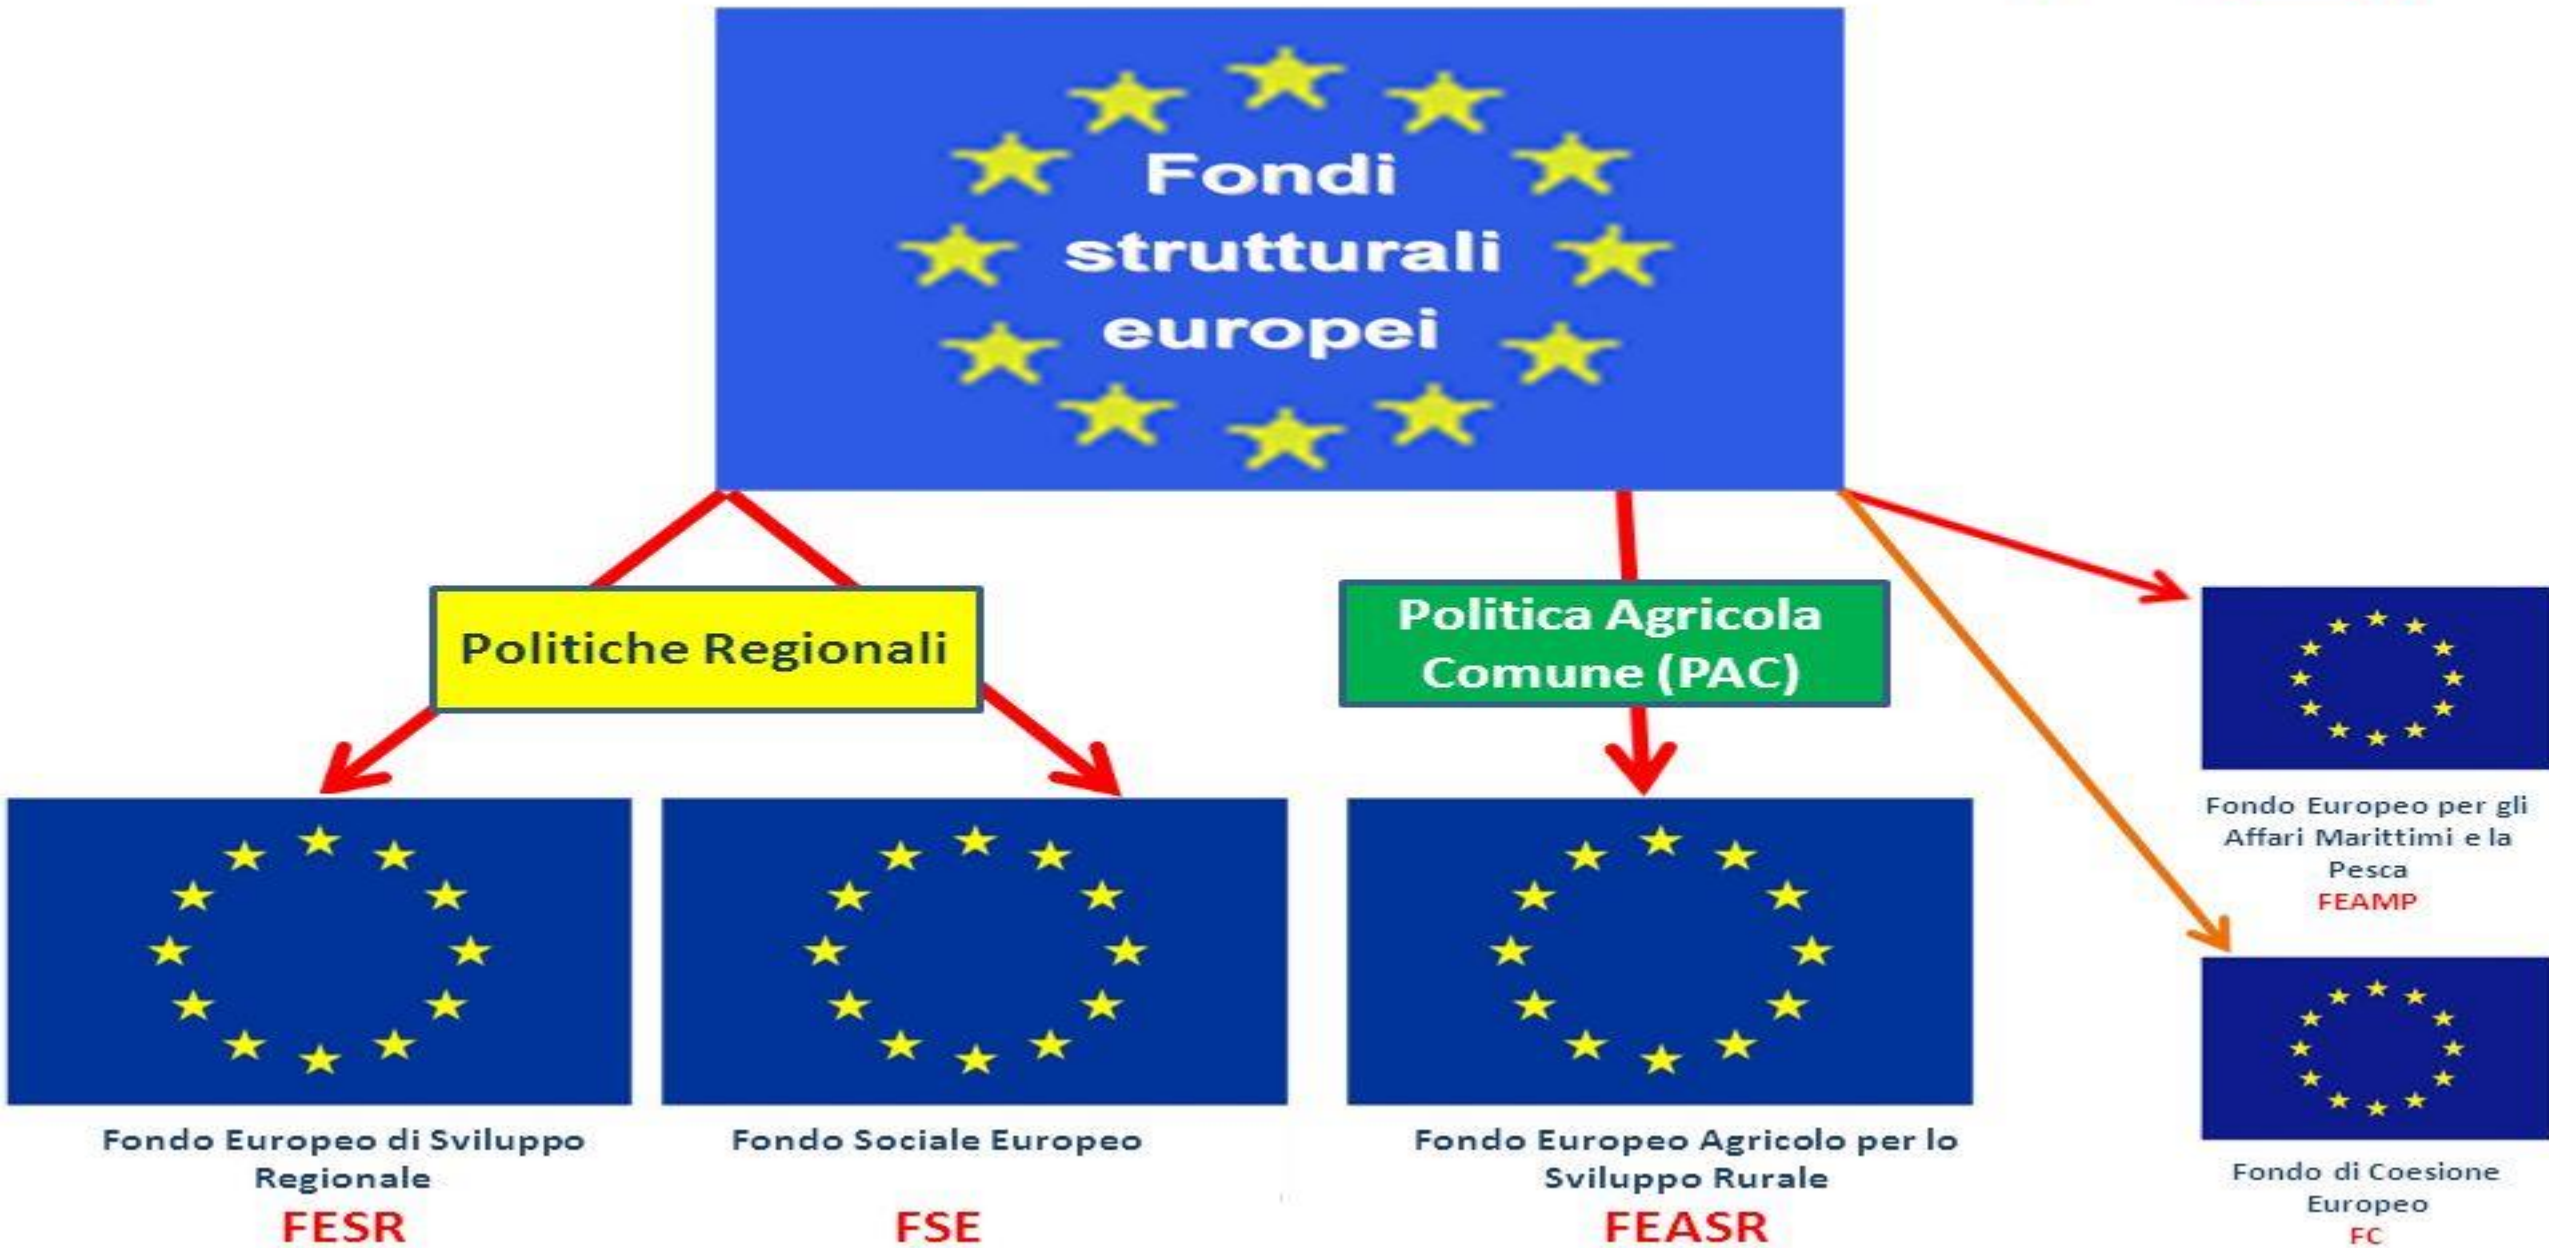 Fondi
strutturali
europei
Politiche Regionali
Politica Agricola
Comune (PAC)
Fondo Europeo per gli
Affari Marittimi e la
Pesca
FEAMP
Fondo Europeo di Sviluppo
Regionale
FESR
Fondo Sociale Europeo
FSE
Fondo Europeo Agricolo per lo
Sviluppo Rurale
FEASR
Fondo di Coesione
Europeo
FC